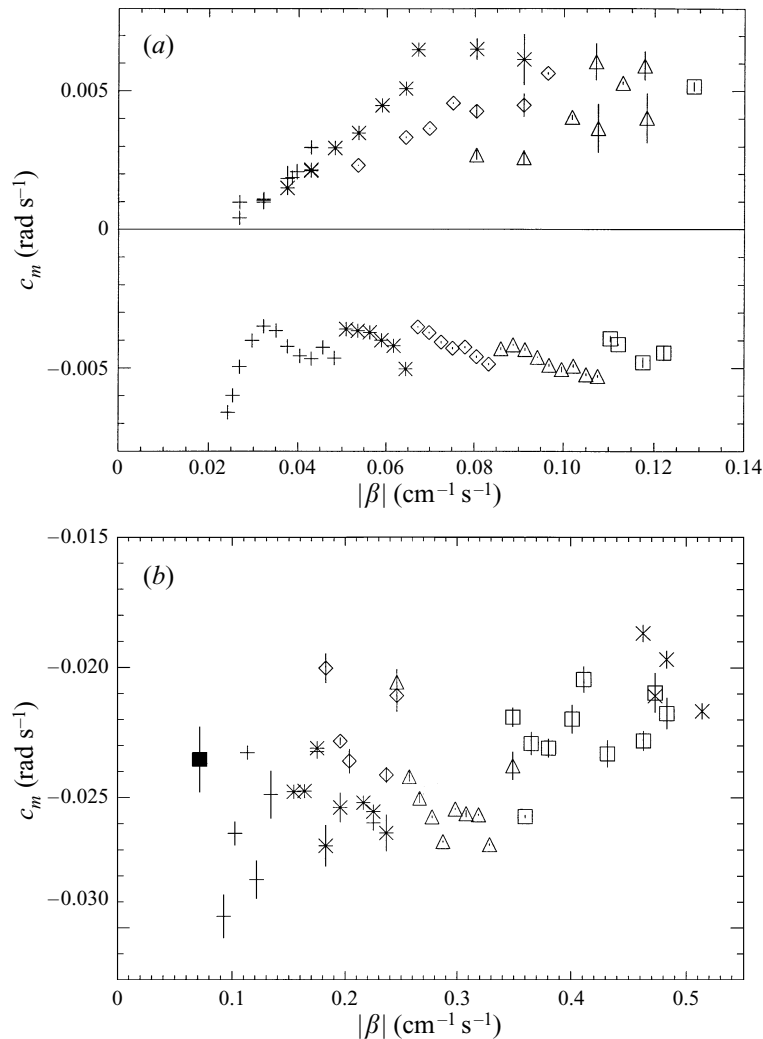 (a)
0.005
0
−0.005
c_m (rad s⁻¹)
0 0.02 0.04 0.06 0.08 0.10 0.12 0.14
|β| (cm⁻¹ s⁻¹)
(b)
−0.015
−0.020
−0.025
−0.030
c_m (rad s⁻¹)
0 0.1 0.2 0.3 0.4 0.5
|β| (cm⁻¹ s⁻¹)